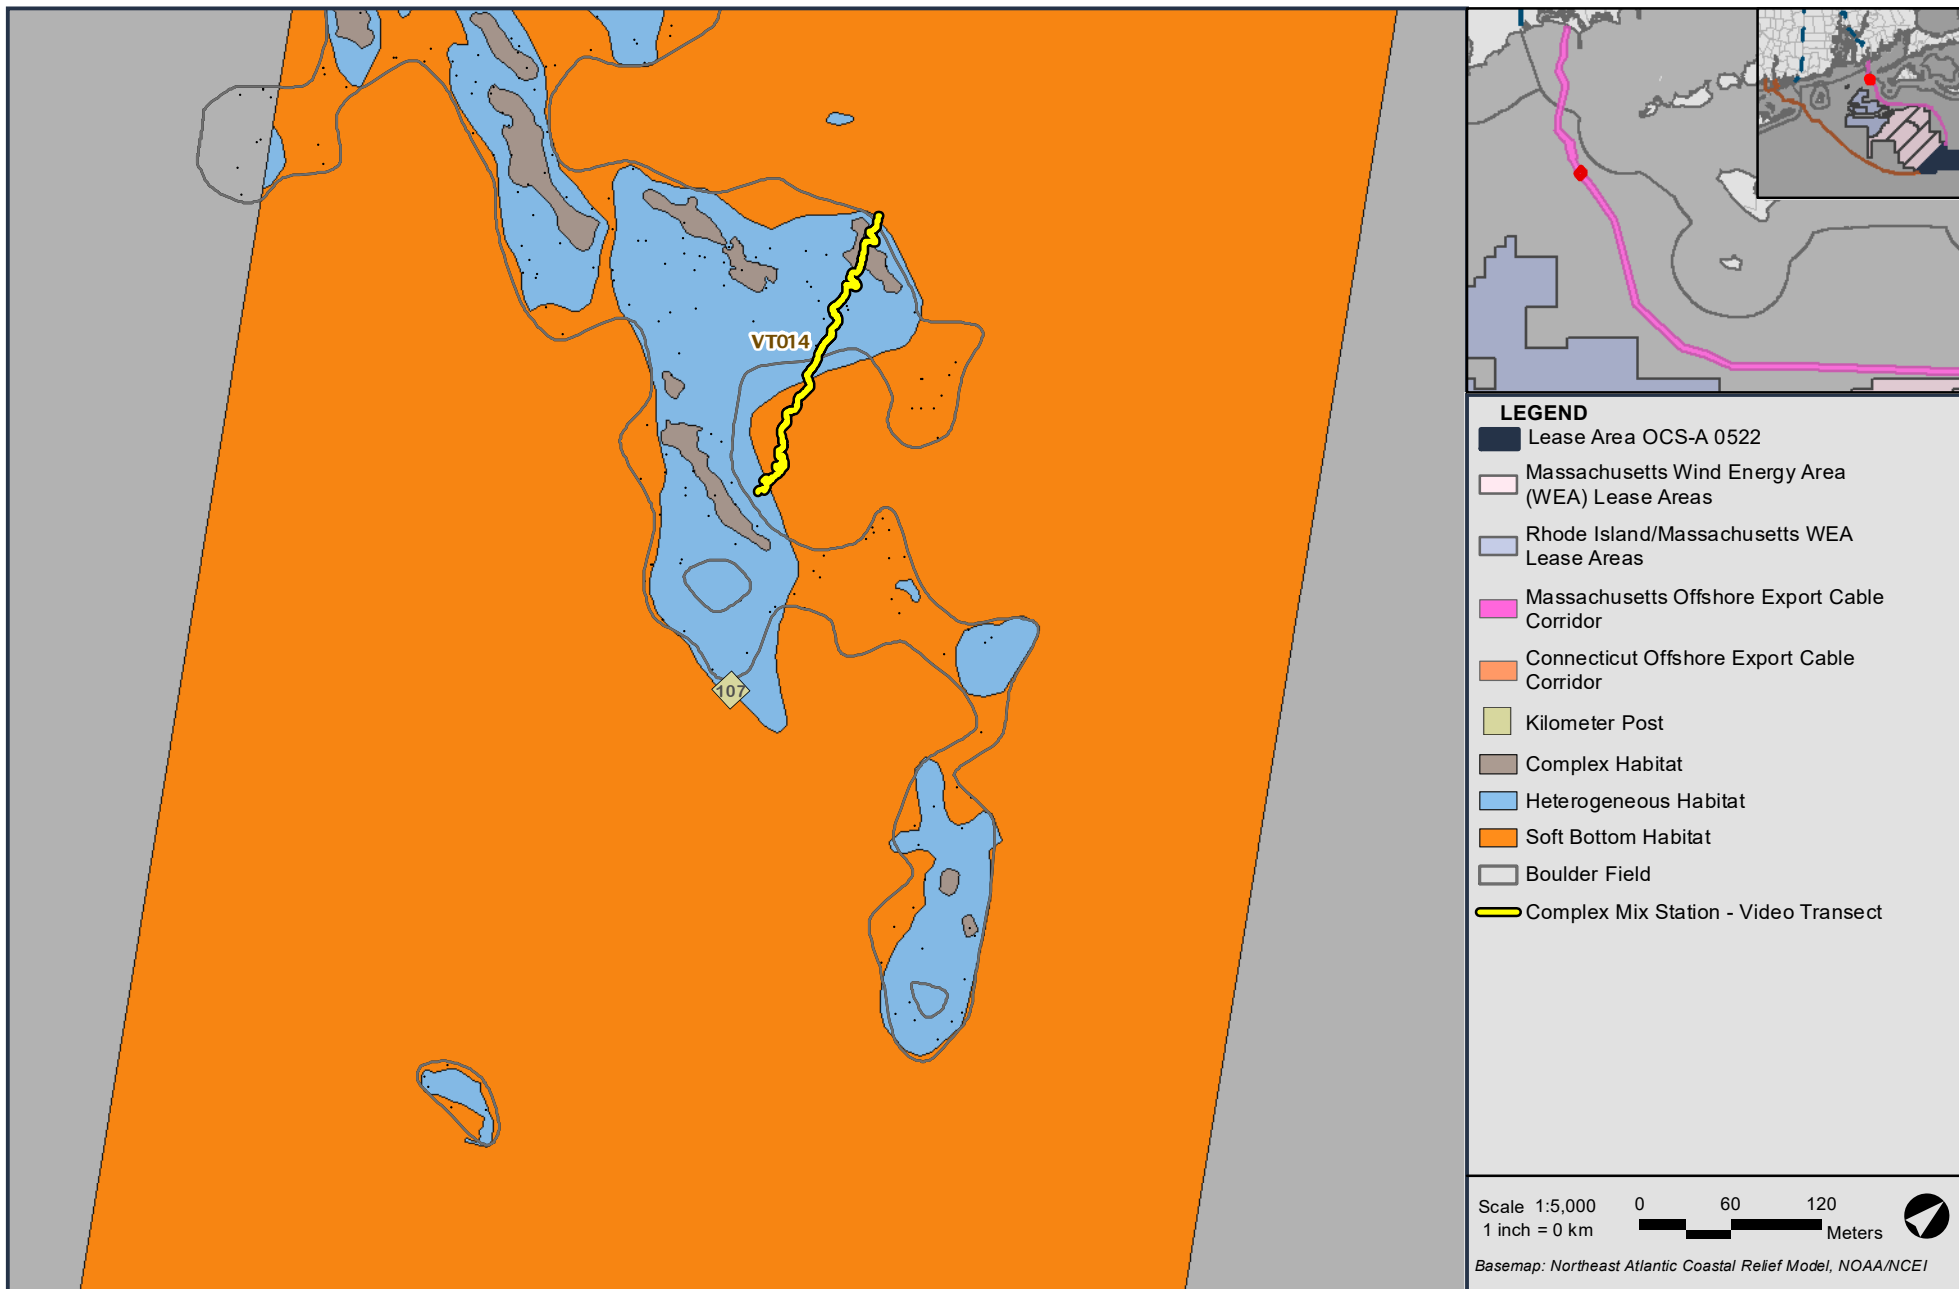 VT014
107
LEGEND
Lease Area OCS-A 0522
Massachusetts Wind Energy Area
(WEA) Lease Areas
Rhode Island/Massachusetts WEA
Lease Areas
Massachusetts Offshore Export Cable
Corridor
Connecticut Offshore Export Cable
Corridor
Kilometer Post
Complex Habitat
Heterogeneous Habitat
Soft Bottom Habitat
Boulder Field
Complex Mix Station - Video Transect
Scale 1:5,000
1 inch = 0 km
0 60 120
Meters
Basemap: Northeast Atlantic Coastal Relief Model, NOAA/NCEI